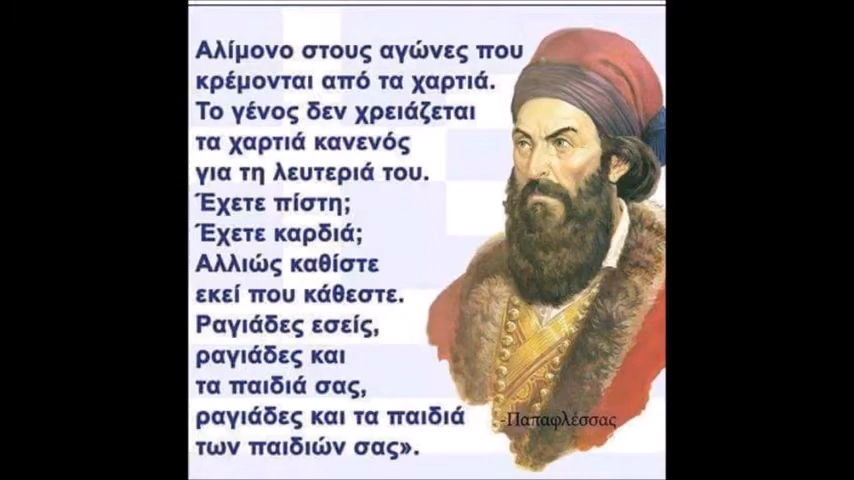 Αλίμονο στους αγώνες που
κρέμονται από τα χαρτιά.
Το γένος δεν χρειάζεται
τα χαρτιά κανενός
για τη λευτεριά του.
Έχετε πίστη;
Έχετε καρδιά;
Αλλιώς καθίστε
εκεί που κάθεστε.
Ραγιάδες εσείς,
ραγιάδες και
τα παιδιά σας,
ραγιάδες και τα παιδιά
των παιδιών σας».
-Παπαφλέσσας